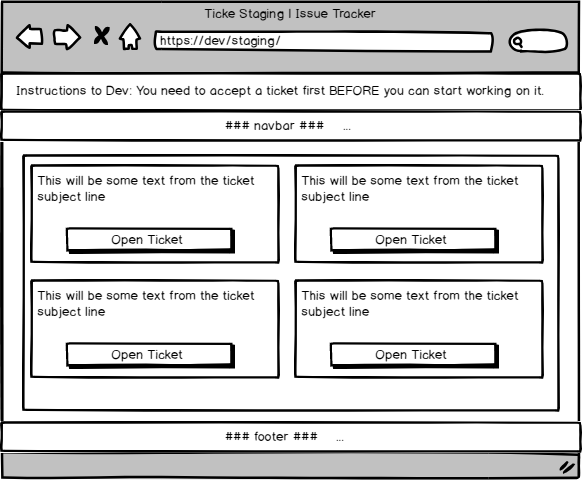 Ticke Staging | Issue Tracker
https://dev/staging/
Instructions to Dev: You need to accept a ticket first BEFORE you can start working on it.
### navbar ### ...
This will be some text from the ticket
subject line
Open Ticket
This will be some text from the ticket
subject line
Open Ticket
This will be some text from the ticket
subject line
Open Ticket
This will be some text from the ticket
subject line
Open Ticket
### footer ### ...